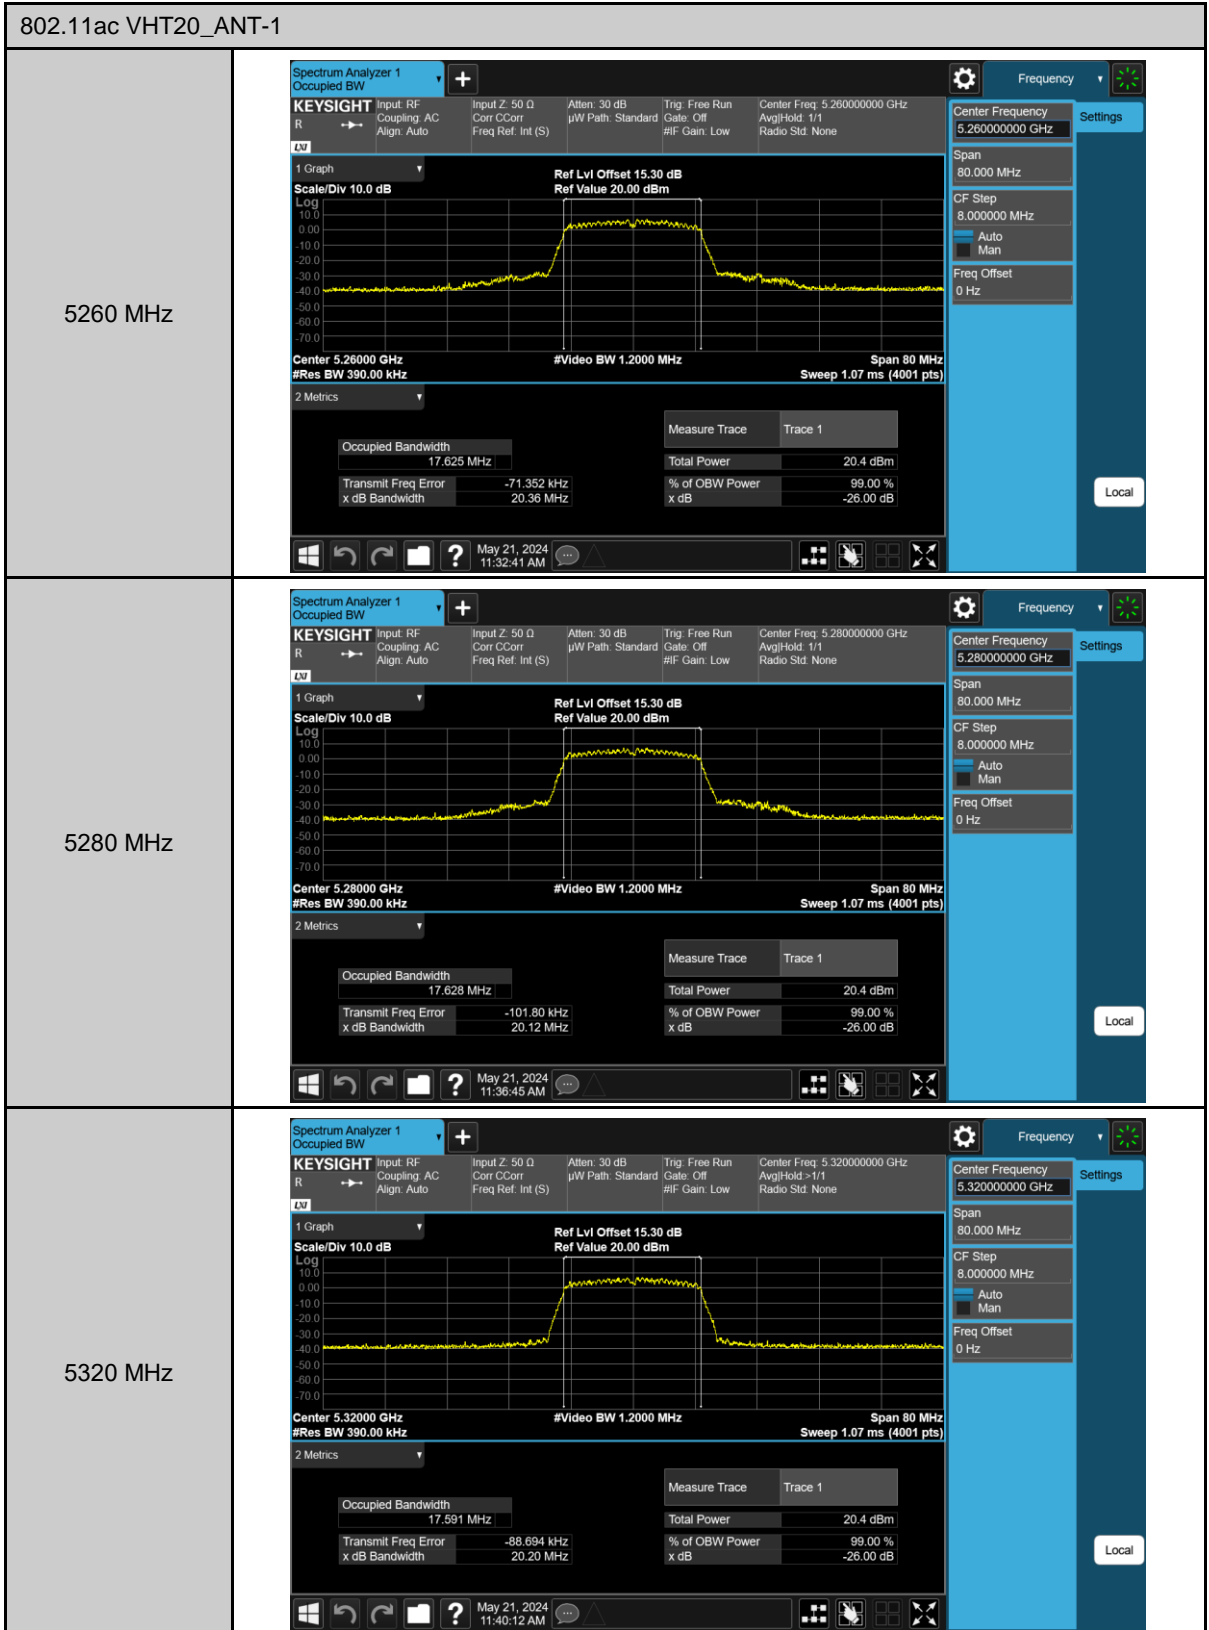 802.11ac VHT20_ANT-1
5260 MHz
Spectrum Analyzer 1
Occupied BW
Frequency
KEYSIGHT
R
LXI
Input: RF
Coupling: AC
Align: Auto
Input Z: 50 Ω
Corr CCorr
Freq Ref: Int (S)
Atten: 30 dB
µW Path: Standard
Trig: Free Run
Gate: Off
#IF Gain: Low
Center Freq: 5.260000000 GHz
Avg|Hold: 1/1
Radio Std: None
Center Frequency
5.260000000 GHz
Settings
Span
80.000 MHz
CF Step
8.000000 MHz
Auto
Man
Freq Offset
0 Hz
Local
1 Graph
Scale/Div 10.0 dB
Ref Lvl Offset 15.30 dB
Ref Value 20.00 dBm
Log
10.0
0.00
-10.0
-20.0
-30.0
-40.0
-50.0
-60.0
-70.0
Center 5.26000 GHz
#Video BW 1.2000 MHz
Span 80 MHz
#Res BW 390.00 kHz
Sweep 1.07 ms (4001 pts)
2 Metrics
Measure Trace Trace 1
Occupied Bandwidth
17.625 MHz
Total Power 20.4 dBm
Transmit Freq Error -71.352 kHz
% of OBW Power 99.00 %
x dB Bandwidth 20.36 MHz
x dB -26.00 dB
?
May 21, 2024
11:32:41 AM
5280 MHz
Spectrum Analyzer 1
Occupied BW
Frequency
KEYSIGHT
R
LXI
Input: RF
Coupling: AC
Align: Auto
Input Z: 50 Ω
Corr CCorr
Freq Ref: Int (S)
Atten: 30 dB
µW Path: Standard
Trig: Free Run
Gate: Off
#IF Gain: Low
Center Freq: 5.280000000 GHz
Avg|Hold: 1/1
Radio Std: None
Center Frequency
5.280000000 GHz
Settings
Span
80.000 MHz
CF Step
8.000000 MHz
Auto
Man
Freq Offset
0 Hz
Local
1 Graph
Scale/Div 10.0 dB
Ref Lvl Offset 15.30 dB
Ref Value 20.00 dBm
Log
10.0
0.00
-10.0
-20.0
-30.0
-40.0
-50.0
-60.0
-70.0
Center 5.28000 GHz
#Video BW 1.2000 MHz
Span 80 MHz
#Res BW 390.00 kHz
Sweep 1.07 ms (4001 pts)
2 Metrics
Measure Trace Trace 1
Occupied Bandwidth
17.628 MHz
Total Power 20.4 dBm
Transmit Freq Error -101.80 kHz
% of OBW Power 99.00 %
x dB Bandwidth 20.12 MHz
x dB -26.00 dB
?
May 21, 2024
11:36:45 AM
5320 MHz
Spectrum Analyzer 1
Occupied BW
Frequency
KEYSIGHT
R
LXI
Input: RF
Coupling: AC
Align: Auto
Input Z: 50 Ω
Corr CCorr
Freq Ref: Int (S)
Atten: 30 dB
µW Path: Standard
Trig: Free Run
Gate: Off
#IF Gain: Low
Center Freq: 5.320000000 GHz
Avg|Hold:>1/1
Radio Std: None
Center Frequency
5.320000000 GHz
Settings
Span
80.000 MHz
CF Step
8.000000 MHz
Auto
Man
Freq Offset
0 Hz
Local
1 Graph
Scale/Div 10.0 dB
Ref Lvl Offset 15.30 dB
Ref Value 20.00 dBm
Log
10.0
0.00
-10.0
-20.0
-30.0
-40.0
-50.0
-60.0
-70.0
Center 5.32000 GHz
#Video BW 1.2000 MHz
Span 80 MHz
#Res BW 390.00 kHz
Sweep 1.07 ms (4001 pts)
2 Metrics
Measure Trace Trace 1
Occupied Bandwidth
17.591 MHz
Total Power 20.4 dBm
Transmit Freq Error -88.694 kHz
% of OBW Power 99.00 %
x dB Bandwidth 20.20 MHz
x dB -26.00 dB
?
May 21, 2024
11:40:12 AM